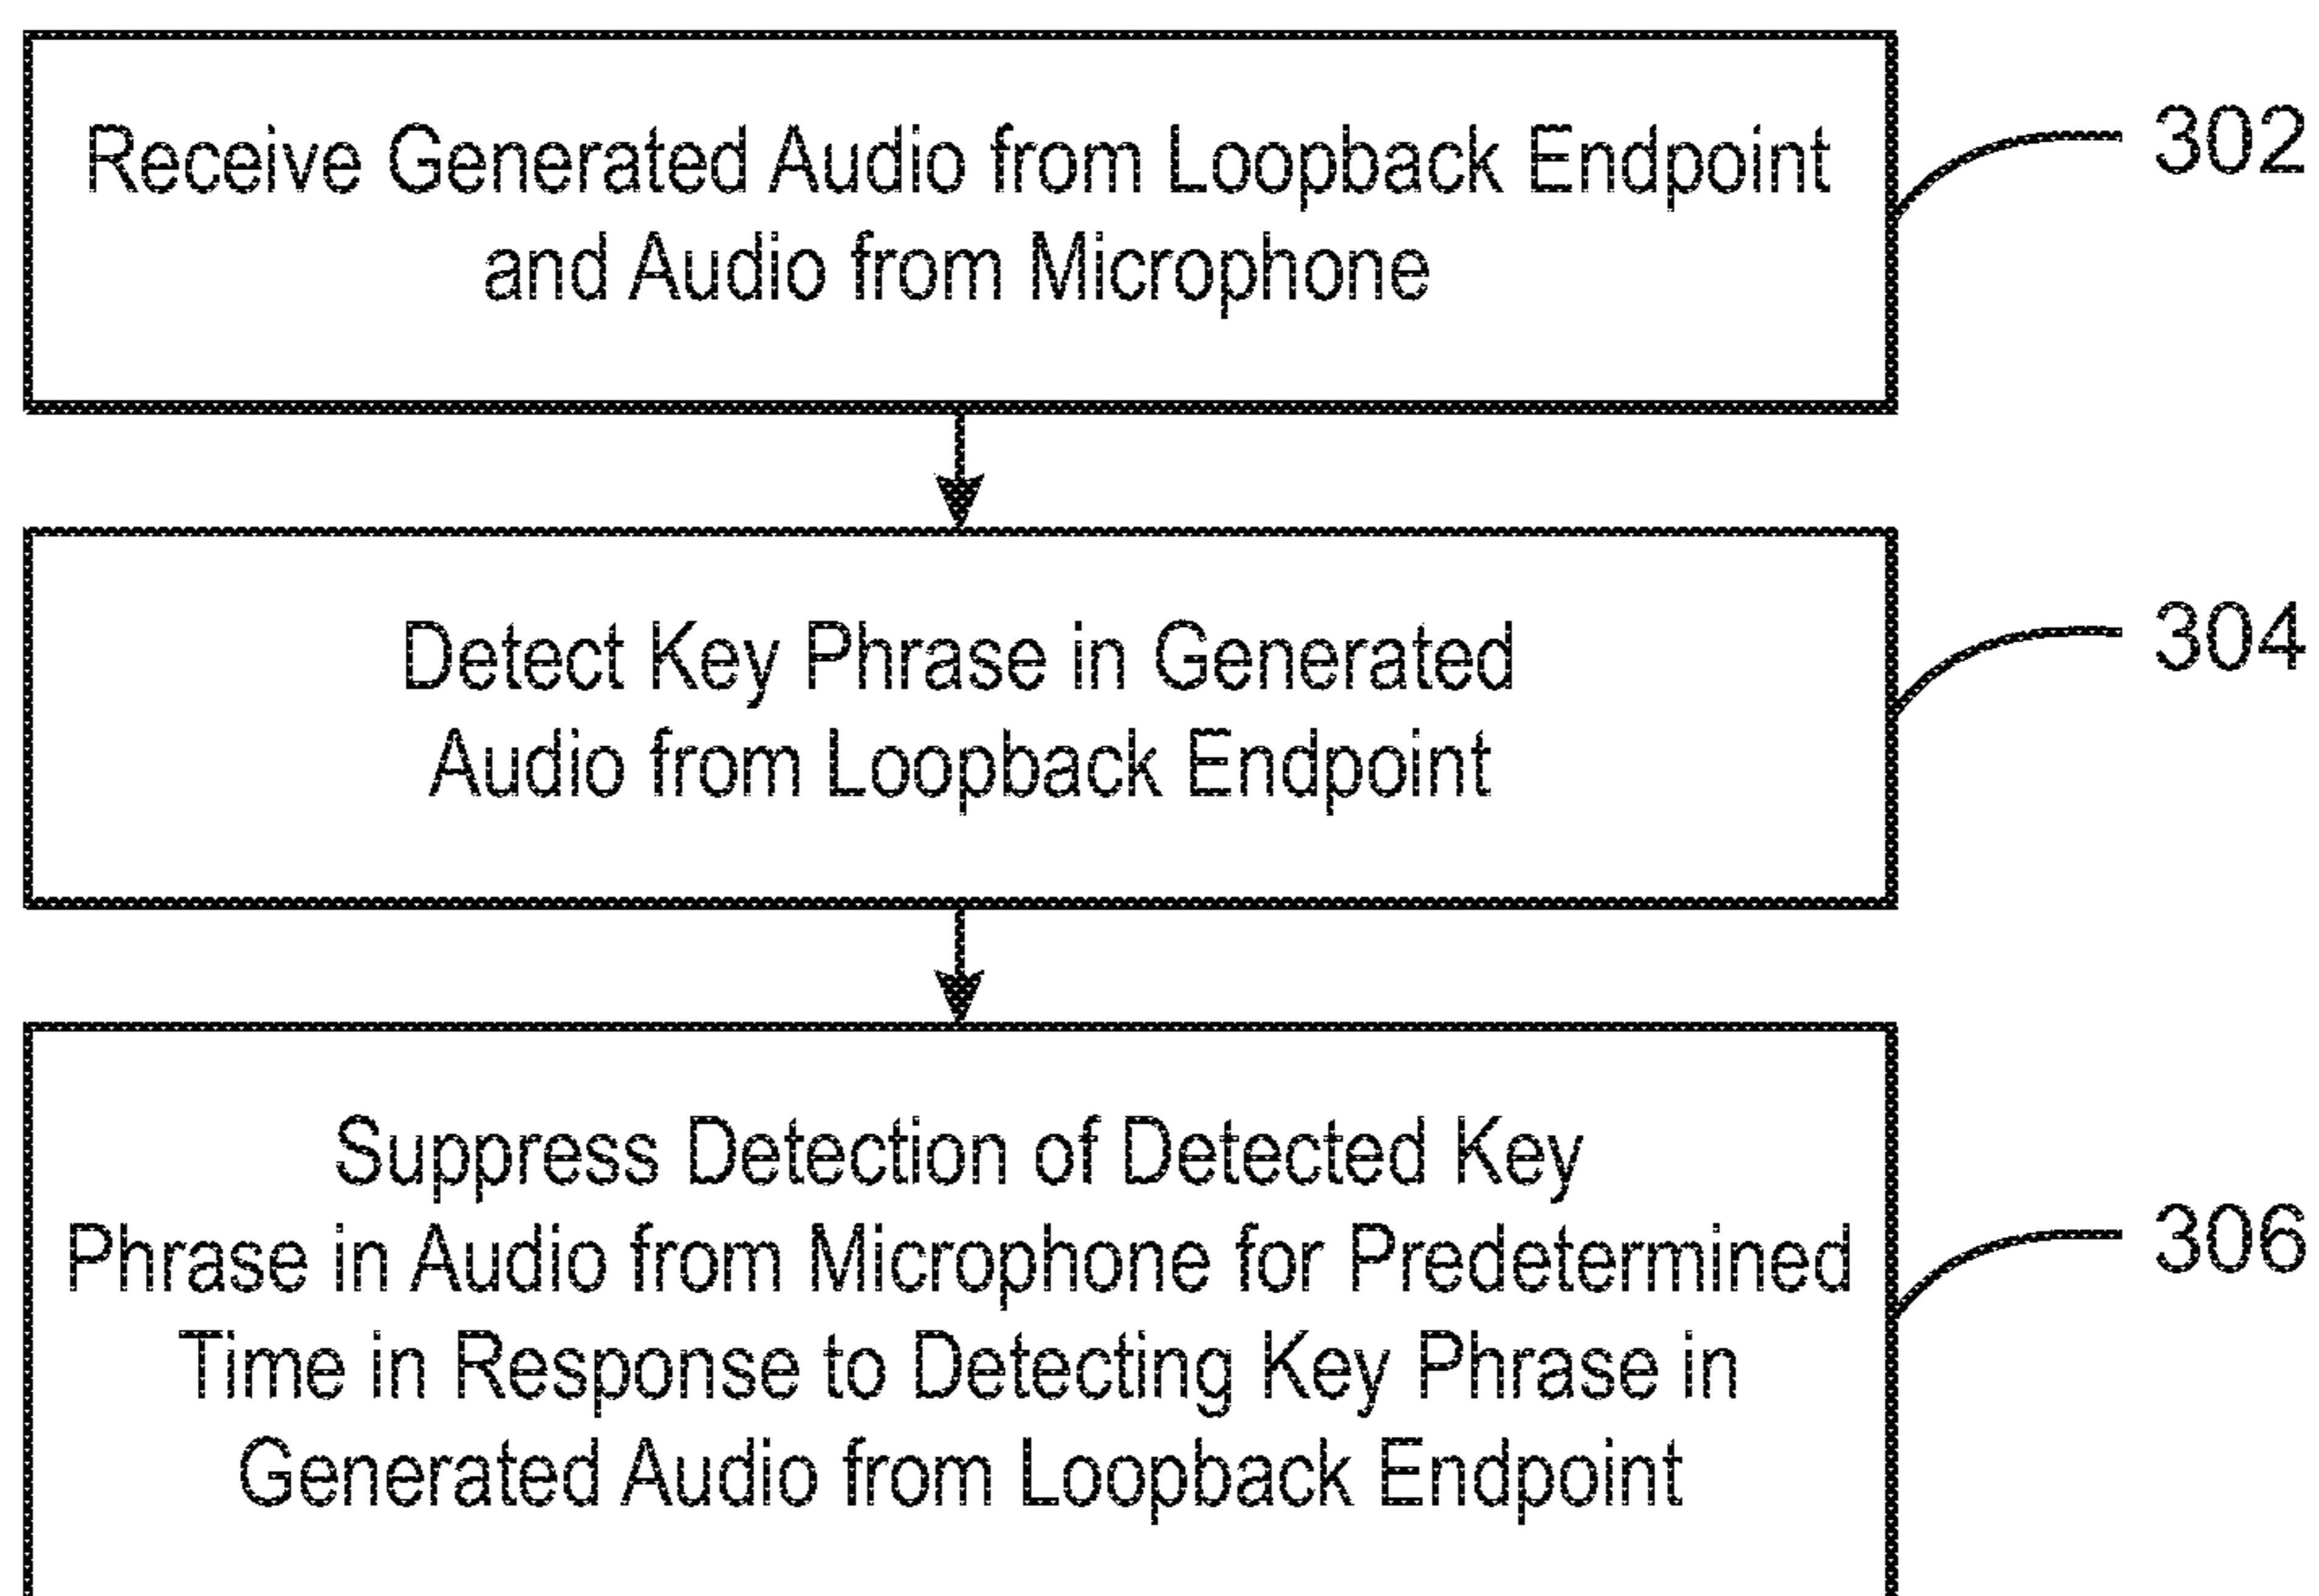 Receive Generated Audio from Loopback Endpoint
and Audio from Microphone
302
Detect Key Phrase in Generated
Audio from Loopback Endpoint
304
Suppress Detection of Detected Key
Phrase in Audio from Microphone for Predetermined
Time in Response to Detecting Key Phrase in
Generated Audio from Loopback Endpoint
306